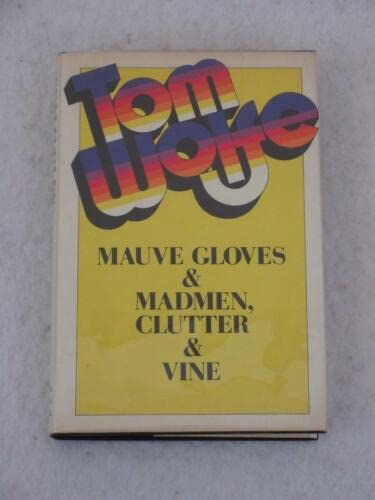 Tom
Wolfe
MAUVE GLOVES
&
MADMEN,
CLUTTER
&
VINE